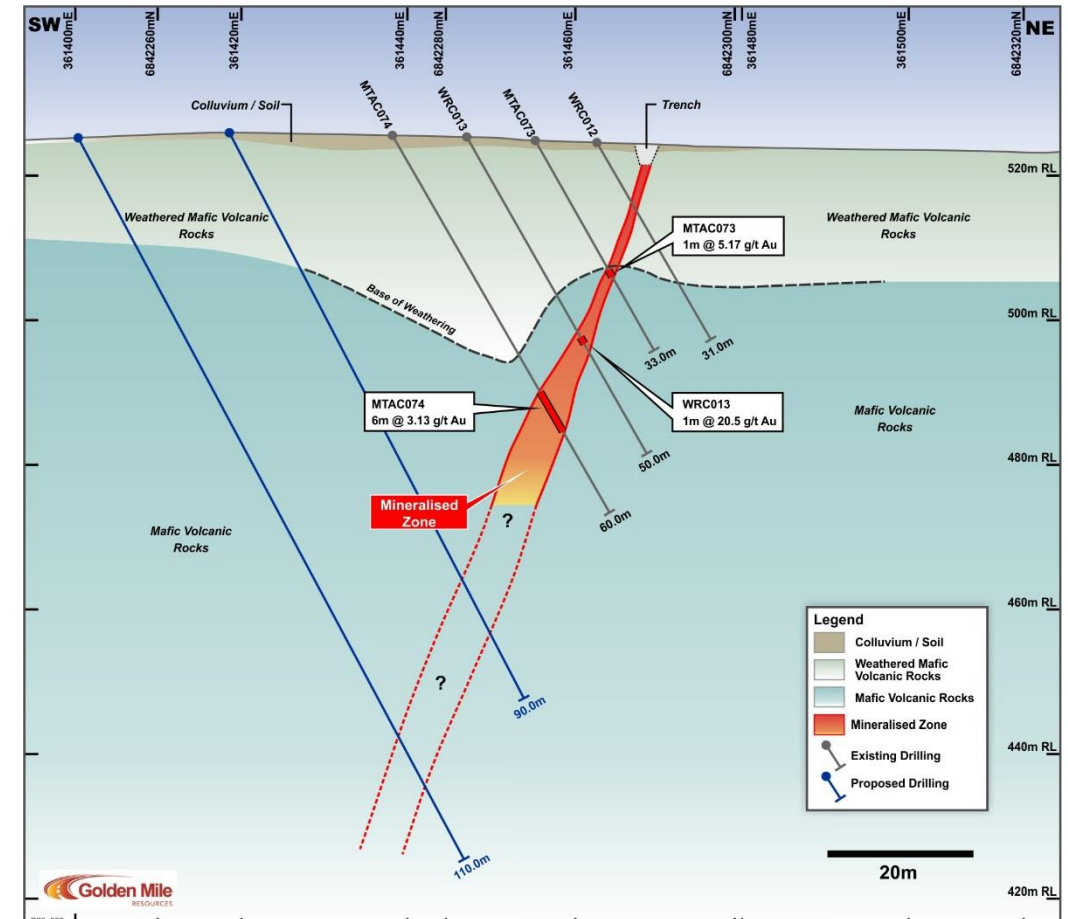 SW
361400mE
6842260mN
361420mE
361440mE
6842280mN
361460mE
6842300mN
361480mE
361500mE
6842320mN
NE
Colluvium / Soil
MTAC074
WRC013
MTAC073
WRC012
Trench
520m RL
Weathered Mafic Volcanic
Rocks
Weathered Mafic Volcanic
Rocks
MTAC073
1m @ 5.17 g/t Au
Base of Weathering
500m RL
33.0m
31.0m
MTAC074
6m @ 3.13 g/t Au
WRC013
1m @ 20.5 g/t Au
Mafic Volcanic
Rocks
50.0m
480m RL
Mineralised
Zone
?
60.0m
Mafic Volcanic
Rocks
460m RL
Legend
Colluvium / Soil
Weathered Mafic
Volcanic Rocks
Mafic Volcanic Rocks
Mineralised Zone
Existing Drilling
Proposed Drilling
?
90.0m
440m RL
110.0m
20m
Golden Mile
RESOURCES
420m RL